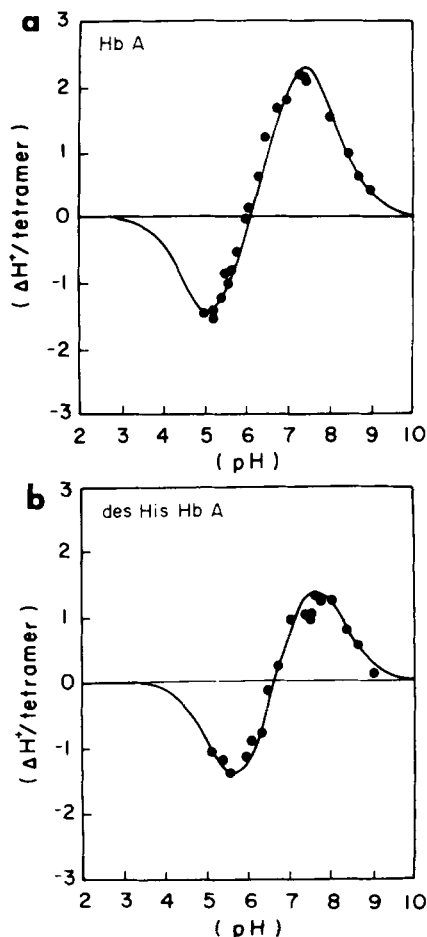 a
Hb A
3
2
1
0
-1
-2
-3
(ΔH⁺/tetramer)
2 3 4 5 6 7 8 9 10
(pH)
b
des His Hb A
3
2
1
0
-1
-2
-3
(ΔH⁺/tetramer)
2 3 4 5 6 7 8 9 10
(pH)